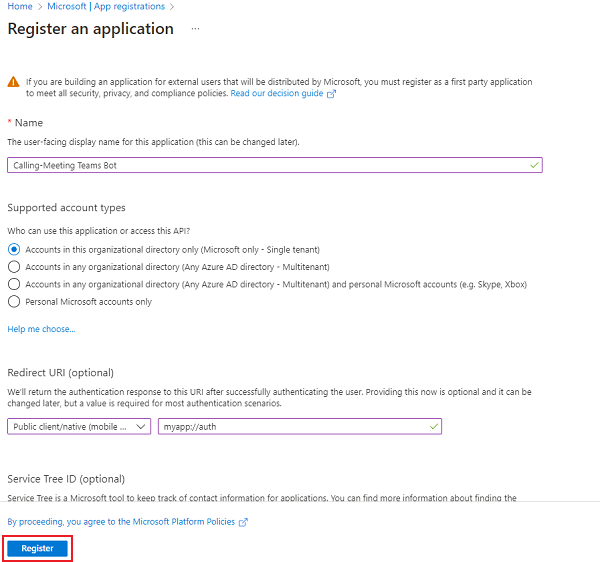 Home > Microsoft | App registrations >
Register an application ...
If you are building an application for external users that will be distributed by Microsoft, you must register as a first party application
to meet all security, privacy, and compliance policies. Read our decision guide
* Name
The user-facing display name for this application (this can be changed later).
Calling-Meeting Teams Bot
Supported account types
Who can use this application or access this API?
Accounts in this organizational directory only (Microsoft only - Single tenant)
Accounts in any organizational directory (Any Azure AD directory - Multitenant)
Accounts in any organizational directory (Any Azure AD directory - Multitenant) and personal Microsoft accounts (e.g. Skype, Xbox)
Personal Microsoft accounts only
Help me choose...
Redirect URI (optional)
We'll return the authentication response to this URI after successfully authenticating the user. Providing this now is optional and it can be
changed later, but a value is required for most authentication scenarios.
Public client/native (mobile ... myapp://auth
Service Tree ID (optional)
Service Tree is a Microsoft tool to keep track of contact information for applications. You can find more information about finding the
By proceeding, you agree to the Microsoft Platform Policies
Register